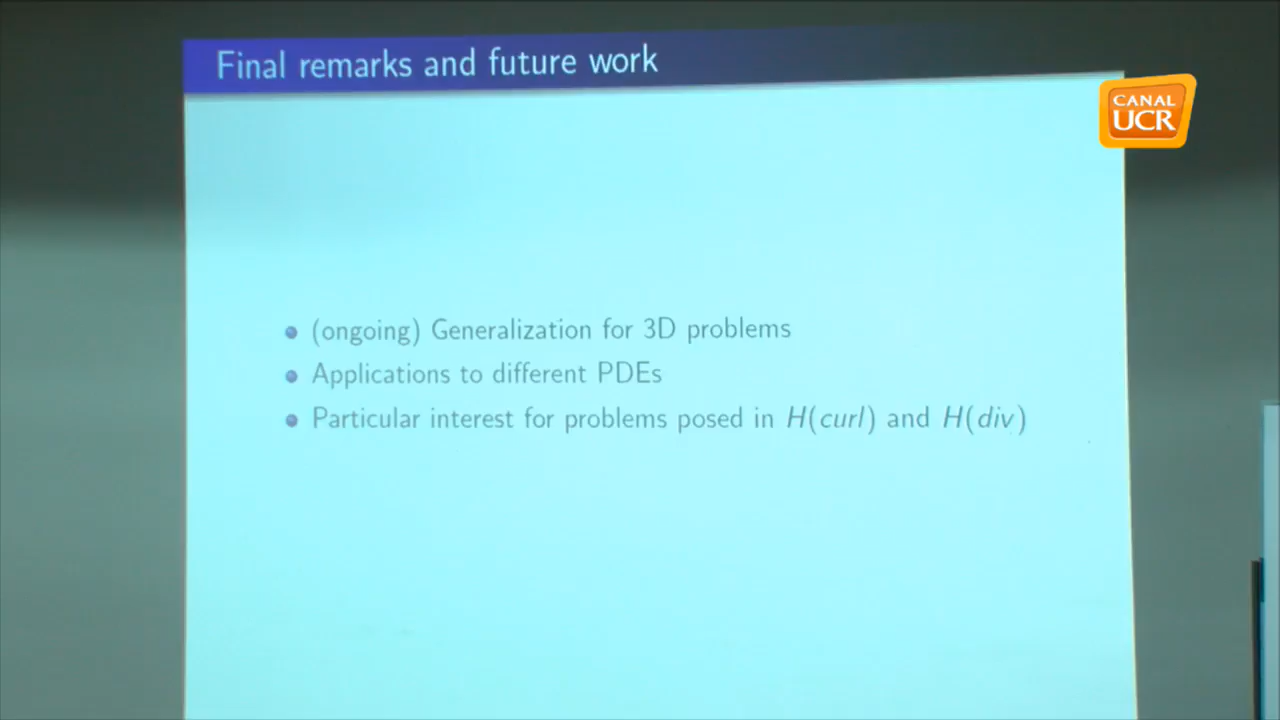 Final remarks and future work
CANAL
UCR
(ongoing) Generalization for 3D problems
Applications to different PDEs
Particular interest for problems posed in H(curl) and H(div)